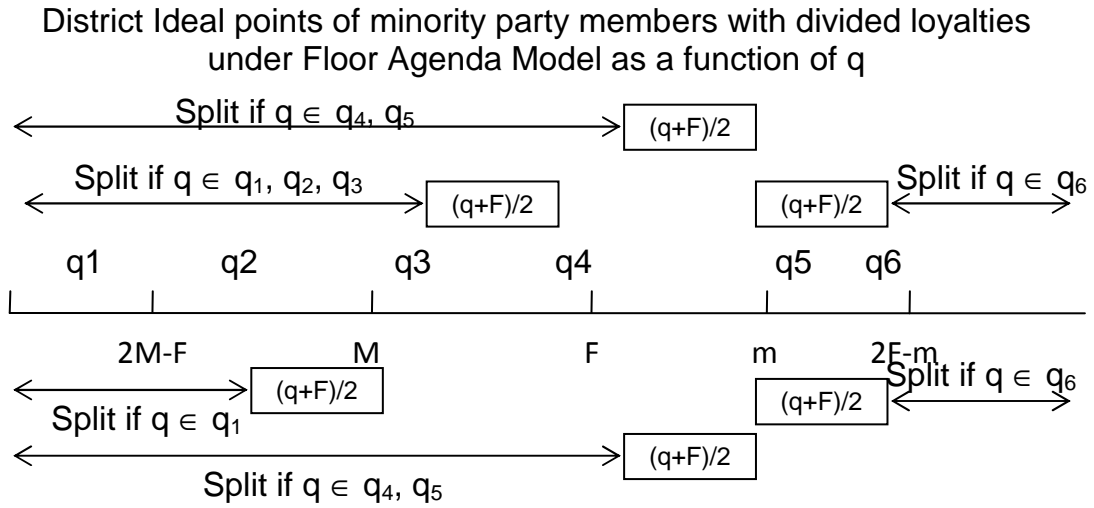 District Ideal points of minority party members with divided loyalties
under Floor Agenda Model as a function of q
Split if q ∈ q₄, q₅
(q+F)/2
Split if q ∈ q₁, q₂, q₃
(q+F)/2
(q+F)/2
Split if q ∈ q₆
q1 q2 q3 q4 q5 q6
2M-F M F m 2F-m
(q+F)/2
(q+F)/2
Split if q ∈ q₆
Split if q ∈ q₁
(q+F)/2
Split if q ∈ q₄, q₅